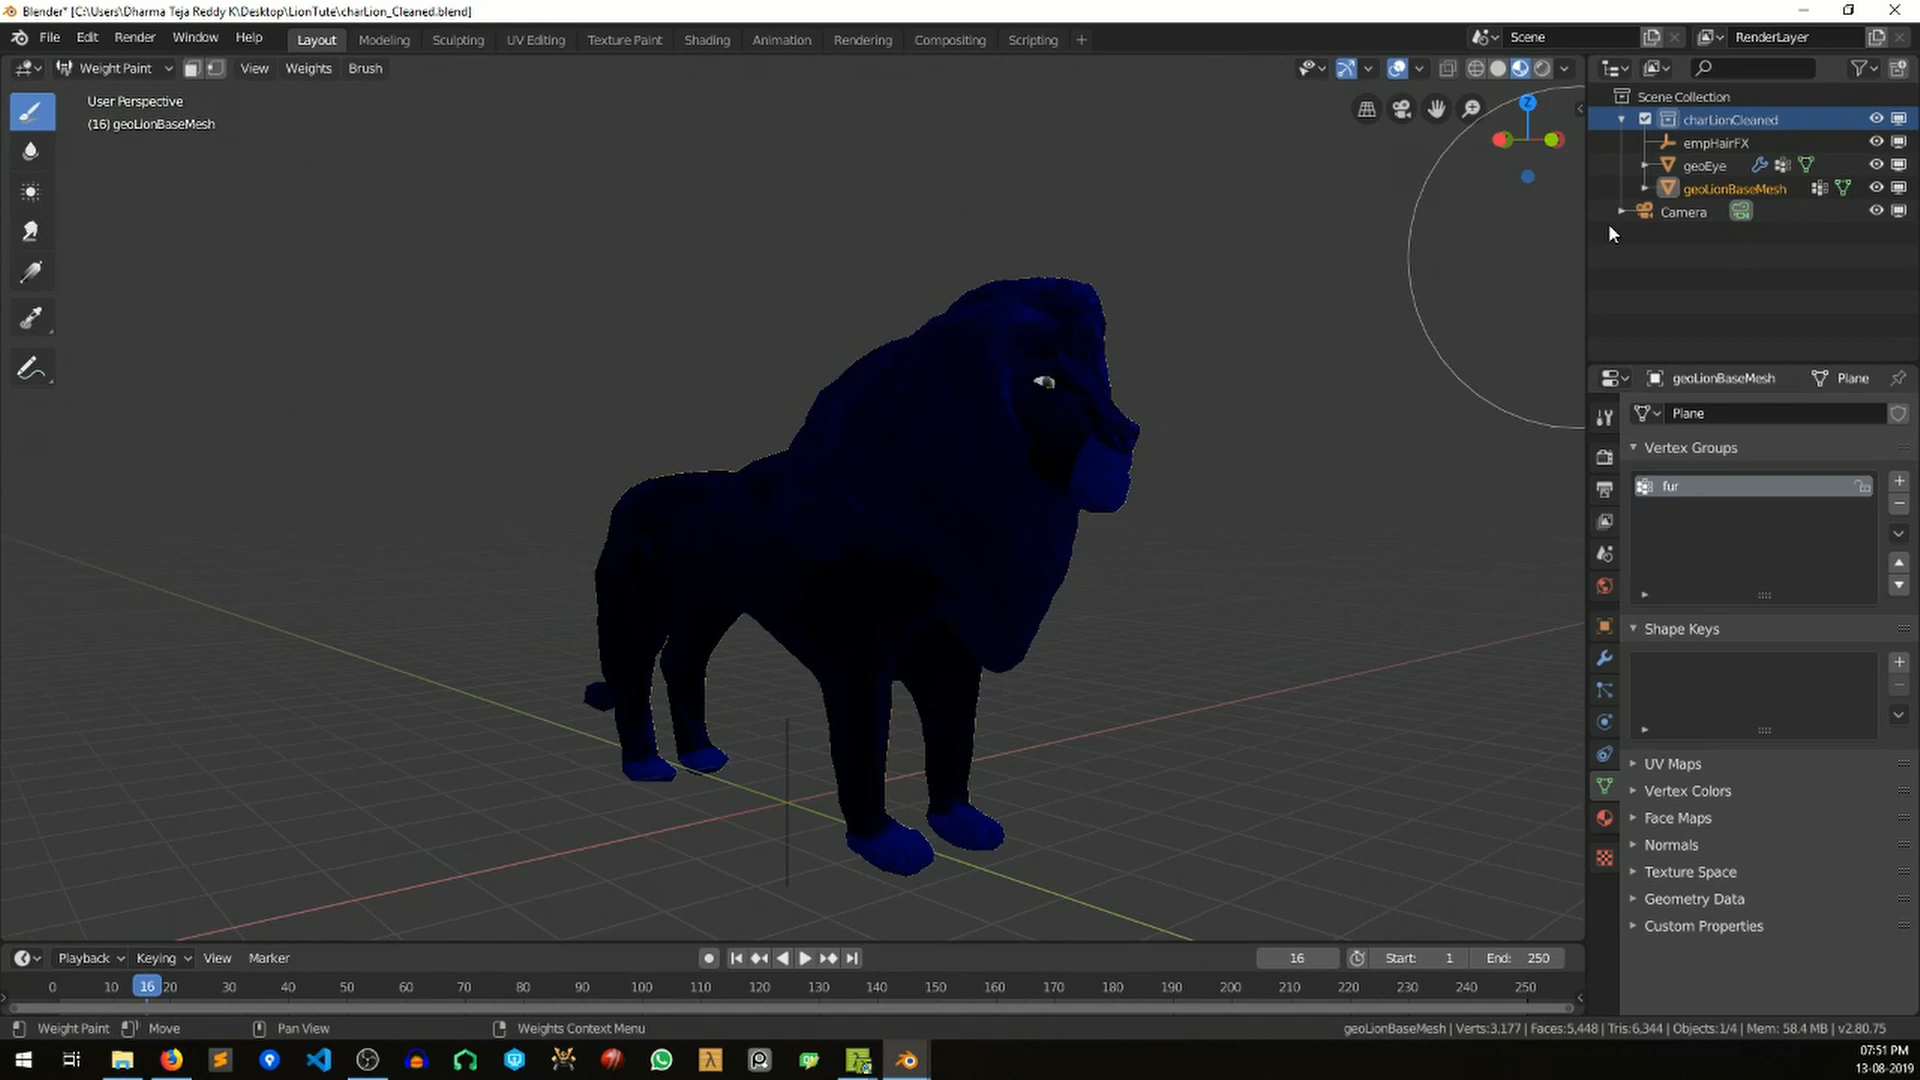 Blender* [C:\Users\Dharma Teja Reddy K\Desktop\LionTute\charLion_Cleaned.blend]
File Edit Render Window Help Layout Modeling Sculpting UV Editing Texture Paint Shading Animation Rendering Compositing Scripting + Scene RenderLayer
Weight Paint View Weights Brush
User Perspective
(16) geoLionBaseMesh
Z
Scene Collection
charLionCleaned
empHairFX
geoEye
geoLionBaseMesh
Camera
geoLionBaseMesh Plane
Plane
Vertex Groups
fur
Shape Keys
UV Maps
Vertex Colors
Face Maps
Normals
Texture Space
Geometry Data
Custom Properties
Playback Keying View Marker 16 Start: 1 End: 250
0 10 16 20 30 40 50 60 70 80 90 100 110 120 130 140 150 160 170 180 190 200 210 220 230 240 250
Weight Paint Move Pan View Weights Context Menu geoLionBaseMesh | Verts:3,177 | Faces:5,448 | Tris:6,344 | Objects:1/4 | Mem: 58.4 MB | v2.80.75
07:51 PM
13-08-2019